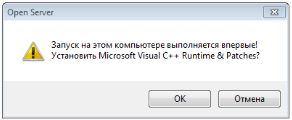 Open Server
Запуск на этом компьютере выполняется впервые!
Установить Microsoft Visual C++ Runtime & Patches?
OK
Отмена